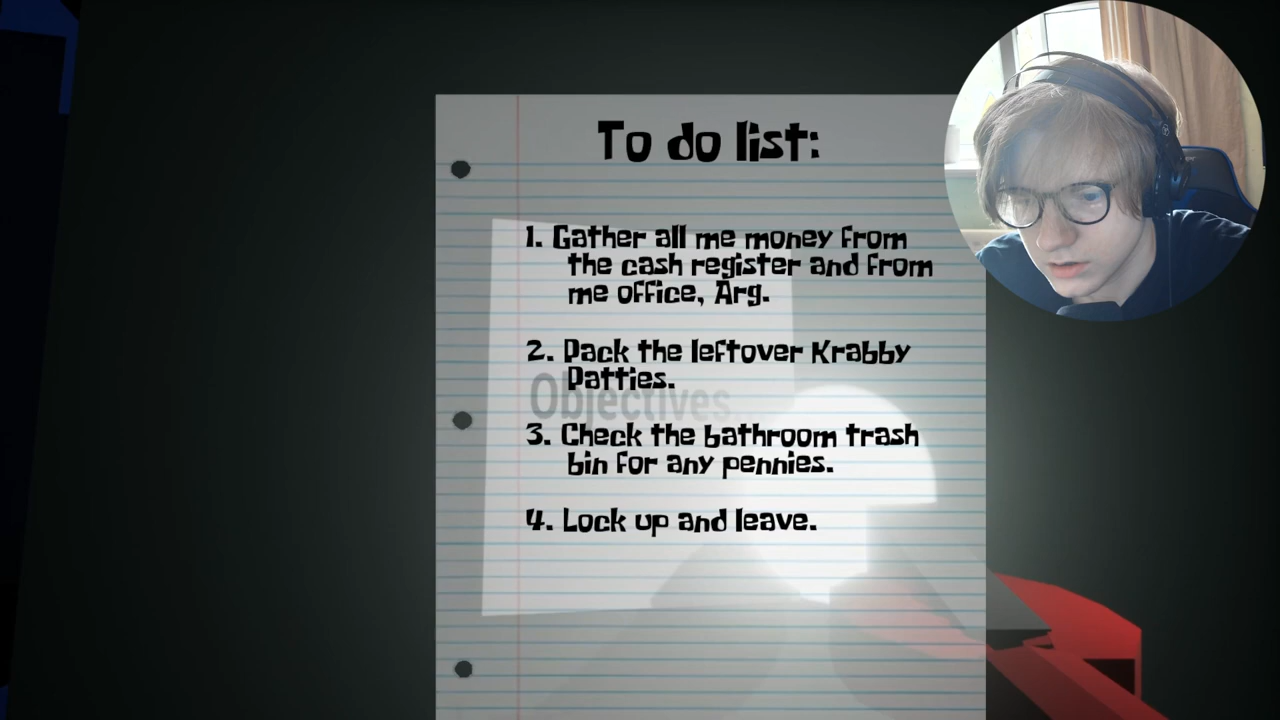 To do list:
1. Gather all me money from
the cash register and from
me office, Arg.
2. Pack the leftover Krabby
Patties.
Objectives...
3. Check the bathroom trash
bin for any pennies.
4. Lock up and leave.